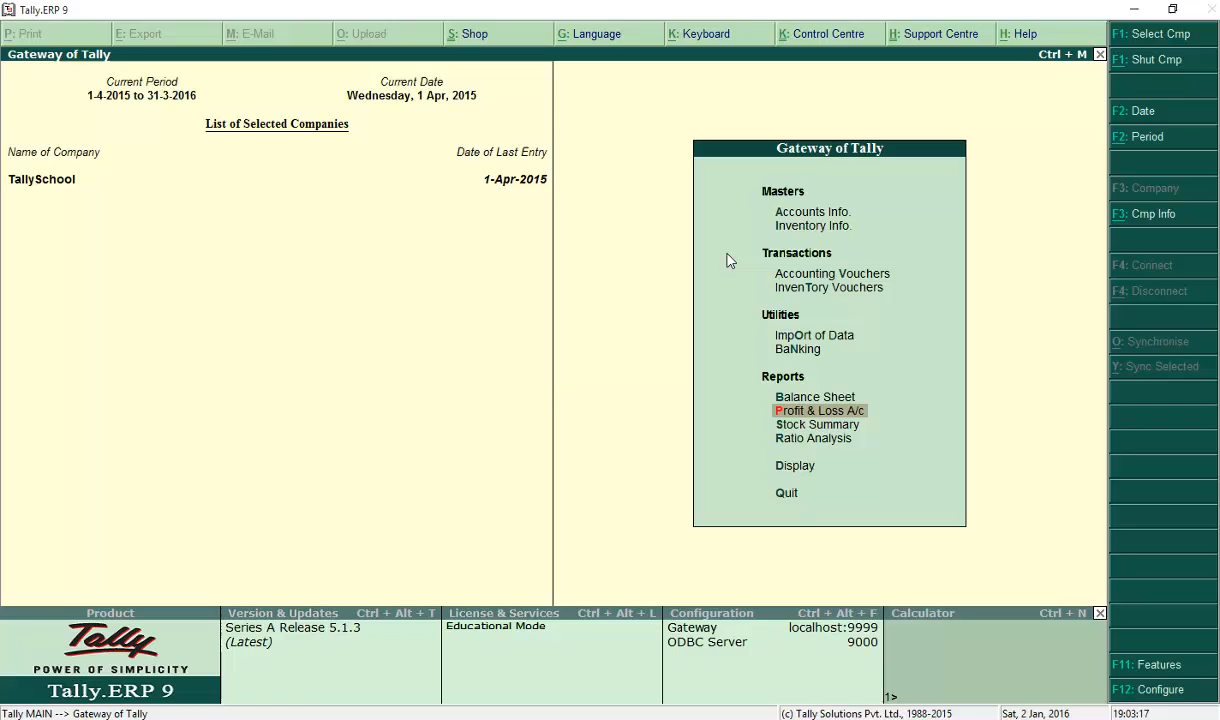 Tally.ERP 9
P: Print
E: Export
M: E-Mail
O: Upload
S: Shop
G: Language
K: Keyboard
K: Control Centre
H: Support Centre
H: Help
F1: Select Cmp
F1: Shut Cmp
F2: Date
F2: Period
F3: Company
F3: Cmp Info
F4: Connect
F4: Disconnect
O: Synchronise
Y: Sync Selected
F11: Features
F12: Configure
Gateway of Tally
Ctrl + M
Current Period
1-4-2015 to 31-3-2016
Current Date
Wednesday, 1 Apr, 2015
List of Selected Companies
Name of Company
Date of Last Entry
TallySchool
1-Apr-2015
Gateway of Tally
Masters
Accounts Info.
Inventory Info.
Transactions
Accounting Vouchers
InvenTory Vouchers
Utilities
ImpOrt of Data
BaNking
Reports
Balance Sheet
Profit & Loss A/c
Stock Summary
Ratio Analysis
Display
Quit
Product
Tally
POWER OF SIMPLICITY
Tally.ERP 9
Version & Updates Ctrl + Alt + T
Series A Release 5.1.3
(Latest)
License & Services Ctrl + Alt + L
Educational Mode
Configuration Ctrl + Alt + F
Gateway localhost:9999
ODBC Server 9000
Calculator Ctrl + N
1>
Tally MAIN --> Gateway of Tally
(c) Tally Solutions Pvt. Ltd., 1988-2015
Sat, 2 Jan, 2016
19:03:17